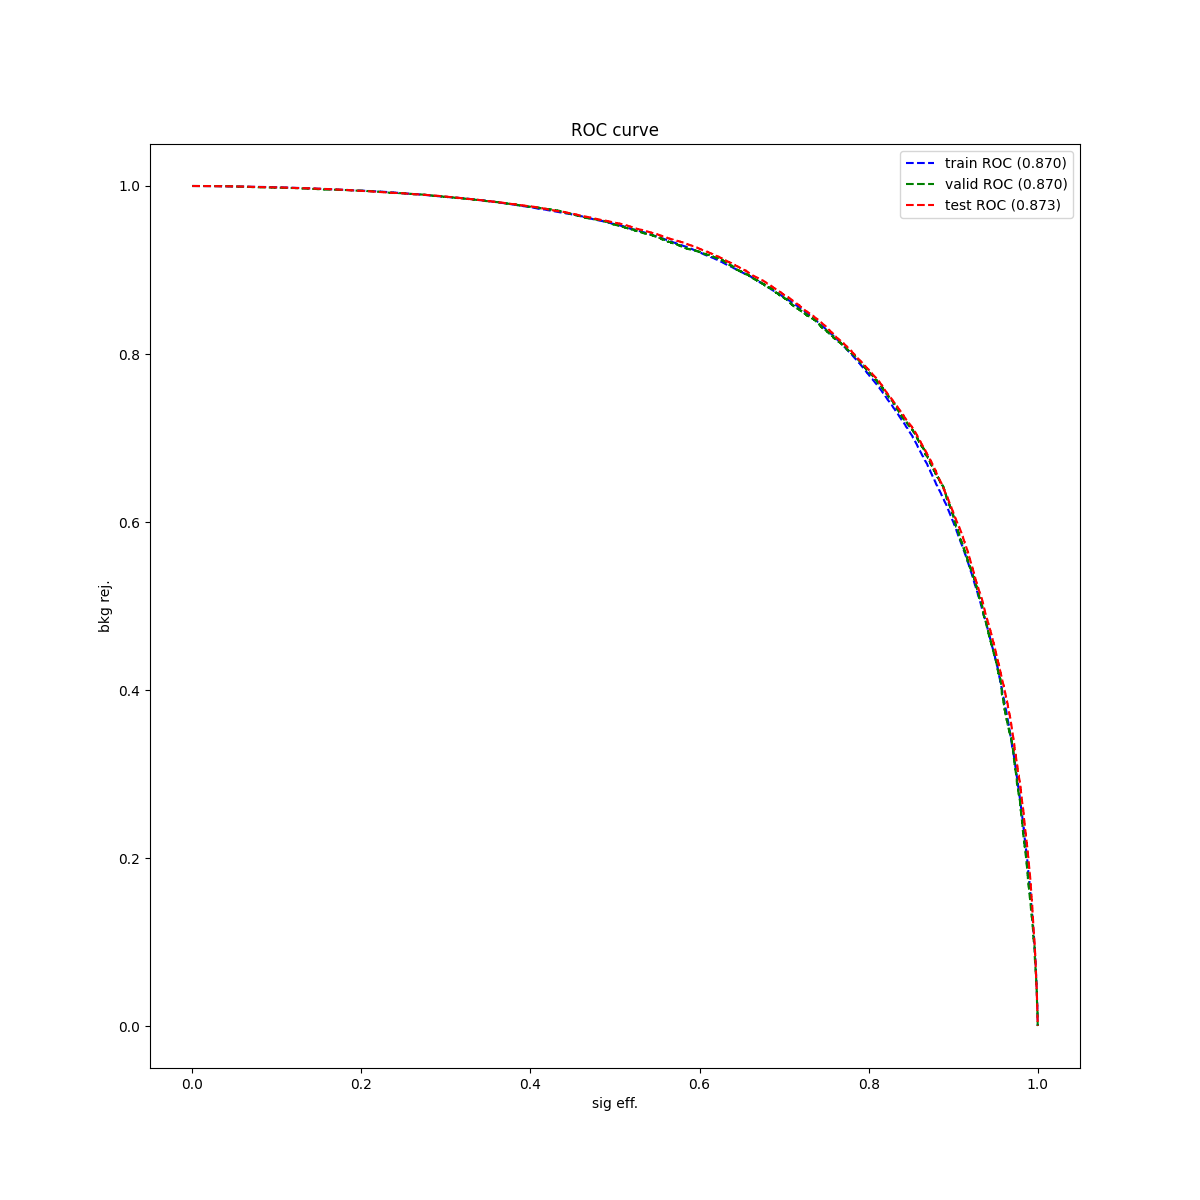 ROC curve
train ROC (0.870)
valid ROC (0.870)
test ROC (0.873)
1.0
0.8
0.6
0.4
0.2
0.0
bkg rej.
0.0 0.2 0.4 0.6 0.8 1.0
sig eff.